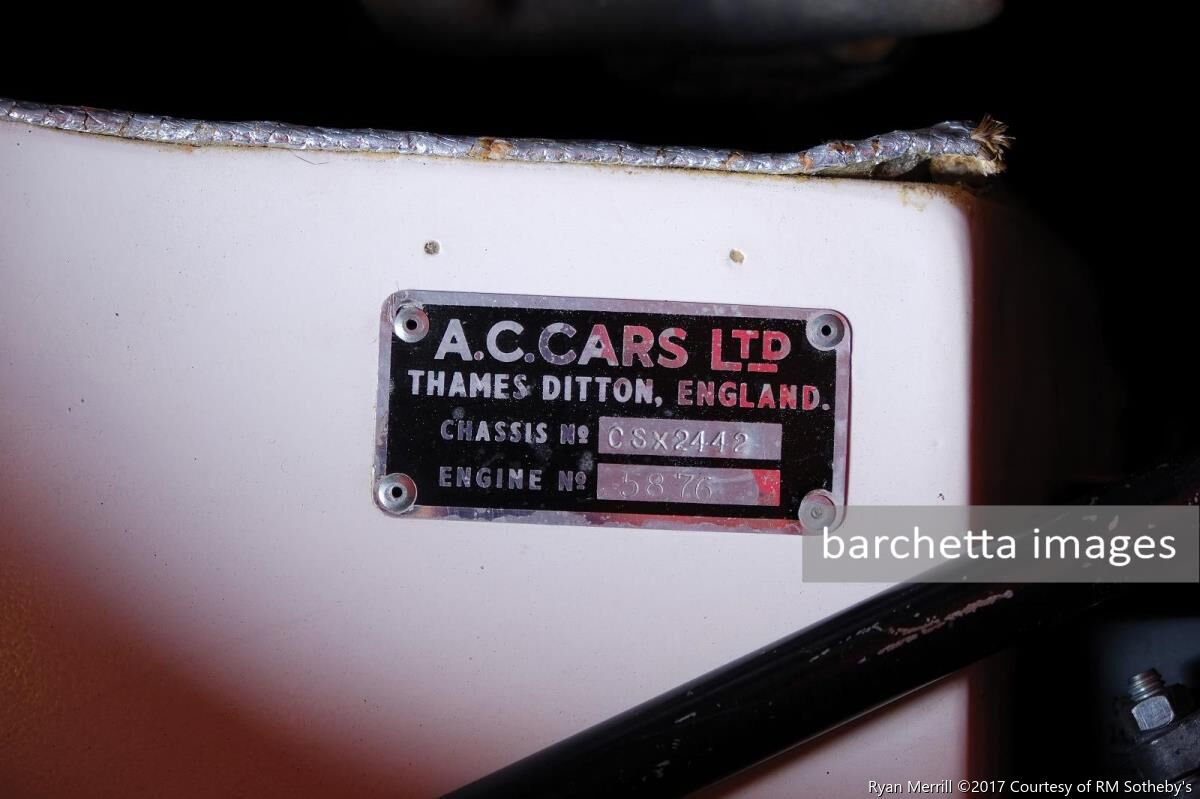 A.C.CARS LTD
THAMES DITTON, ENGLAND.
CHASSIS Nº CSX2442
ENGINE Nº 5876
barchetta images
Ryan Merrill ©2017 Courtesy of RM Sotheby's